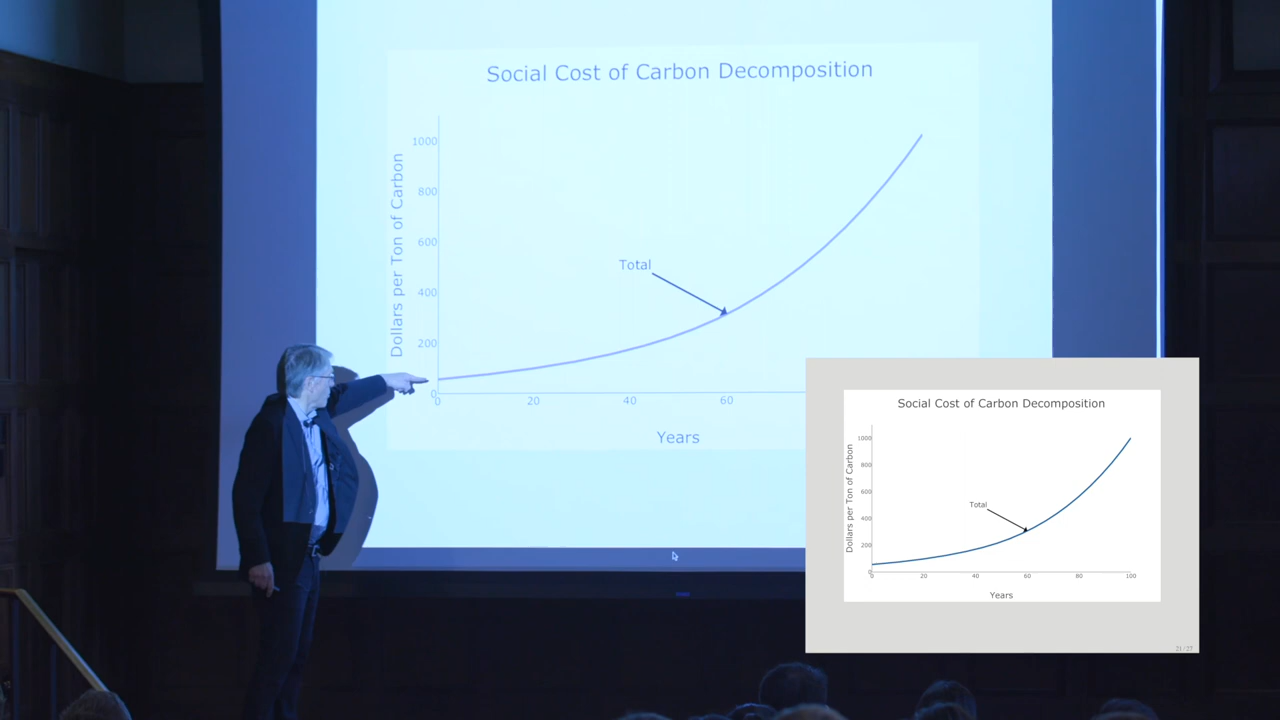 Social Cost of Carbon Decomposition
Dollars per Ton of Carbon
1000
800
600
400
200
0
Total
0 20 40 60
Years
Social Cost of Carbon Decomposition
Dollars per Ton of Carbon
1000
800
600
400
200
0
Total
0 20 40 60 80 100
Years
21 / 27